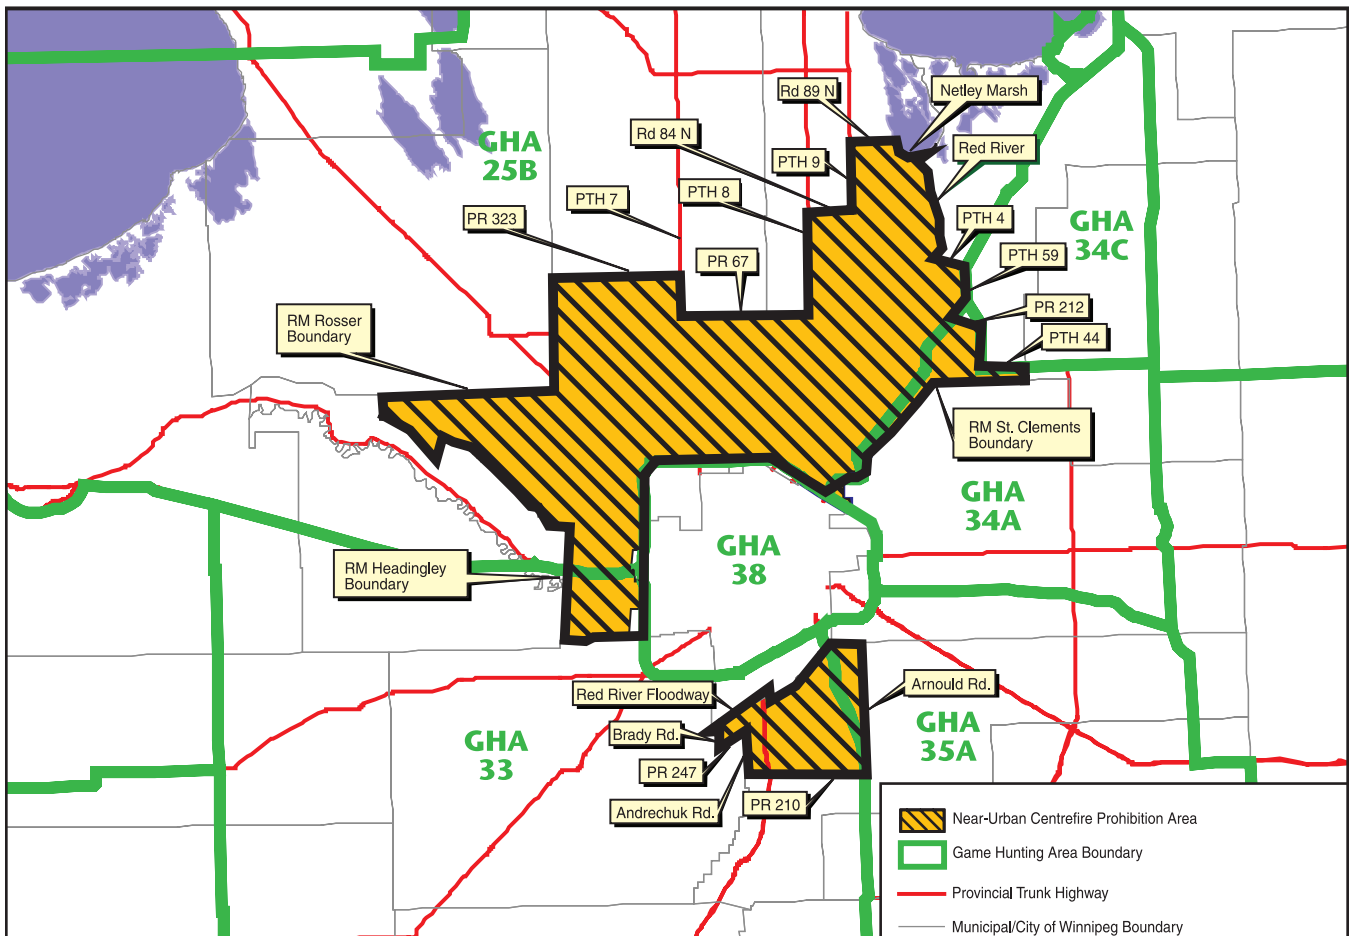 Rd 89 N
Netley Marsh
Rd 84 N
GHA
25B
PTH 9
Red River
PTH 7
PTH 8
PR 323
PTH 4
GHA
34C
PR 67
PTH 59
RM Rosser
Boundary
PR 212
PTH 44
RM St. Clements
Boundary
GHA
34A
GHA
38
RM Headingley
Boundary
Red River Floodway
Arnould Rd.
Brady Rd.
GHA
33
GHA
35A
PR 247
Andrechuk Rd.
PR 210
Near-Urban Centrefire Prohibition Area
Game Hunting Area Boundary
Provincial Trunk Highway
Municipal/City of Winnipeg Boundary